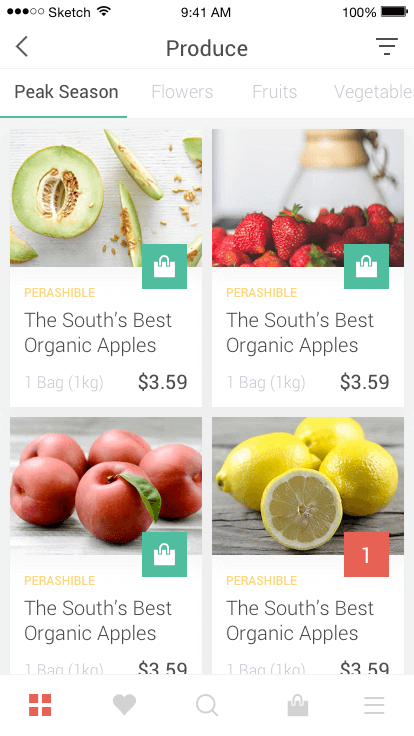 Sketch 9:41 AM 100%
Produce
Peak Season Flowers Fruits Vegetable
PERASHIBLE
The South's Best
Organic Apples
1 Bag (1kg) $3.59
PERASHIBLE
The South's Best
Organic Apples
1 Bag (1kg) $3.59
1
PERASHIBLE
The South's Best
Organic Apples
1 Bag (1kg) $3.59
PERASHIBLE
The South's Best
Organic Apples
1 Bag (1kg) $3.59